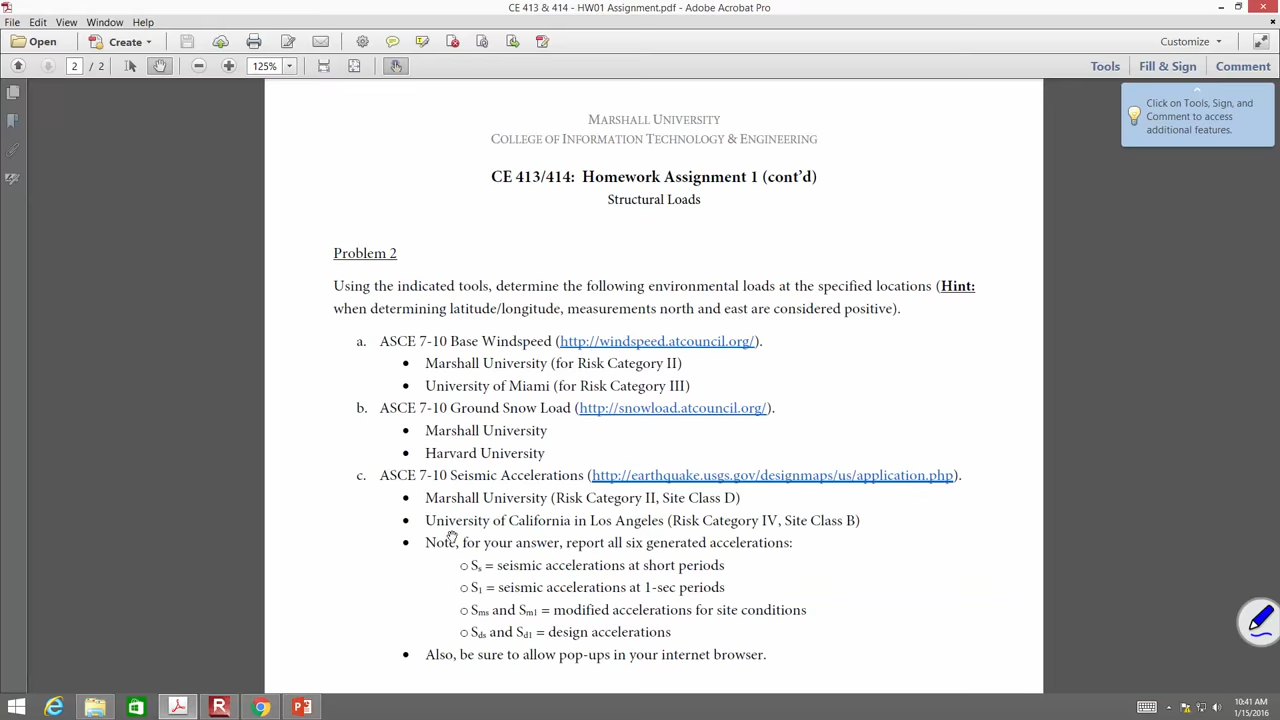 CE 413 & 414 - HW01 Assignment.pdf - Adobe Acrobat Pro
File Edit View Window Help
Open Create Customize
2 / 2 125% Tools Fill & Sign Comment
Click on Tools, Sign, and
Comment to access
additional features.
MARSHALL UNIVERSITY
COLLEGE OF INFORMATION TECHNOLOGY & ENGINEERING
CE 413/414: Homework Assignment 1 (cont'd)
Structural Loads
Problem 2
Using the indicated tools, determine the following environmental loads at the specified locations (Hint:
when determining latitude/longitude, measurements north and east are considered positive).
a. ASCE 7-10 Base Windspeed (http://windspeed.atcouncil.org/).
• Marshall University (for Risk Category II)
• University of Miami (for Risk Category III)
b. ASCE 7-10 Ground Snow Load (http://snowload.atcouncil.org/).
• Marshall University
• Harvard University
c. ASCE 7-10 Seismic Accelerations (http://earthquake.usgs.gov/designmaps/us/application.php).
• Marshall University (Risk Category II, Site Class D)
• University of California in Los Angeles (Risk Category IV, Site Class B)
• Note, for your answer, report all six generated accelerations:
o Ss = seismic accelerations at short periods
o S1 = seismic accelerations at 1-sec periods
o Sms and Sm1 = modified accelerations for site conditions
o Sds and Sd1 = design accelerations
• Also, be sure to allow pop-ups in your internet browser.
10:41 AM
1/15/2016